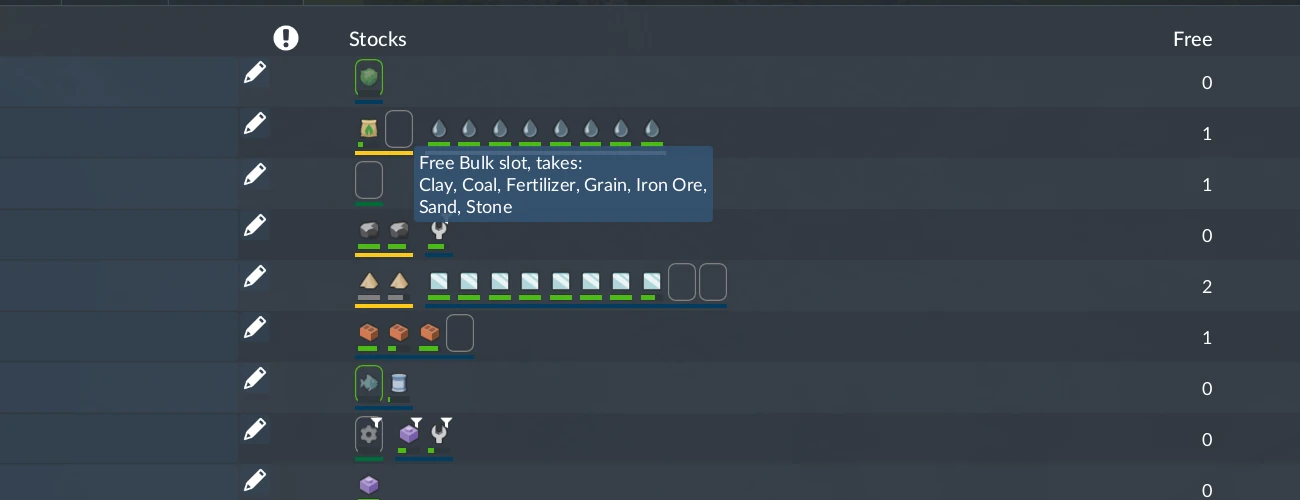 Stocks Free
0
1
Free Bulk slot, takes:
Clay, Coal, Fertilizer, Grain, Iron Ore,
Sand, Stone
1
0
2
1
0
0
0